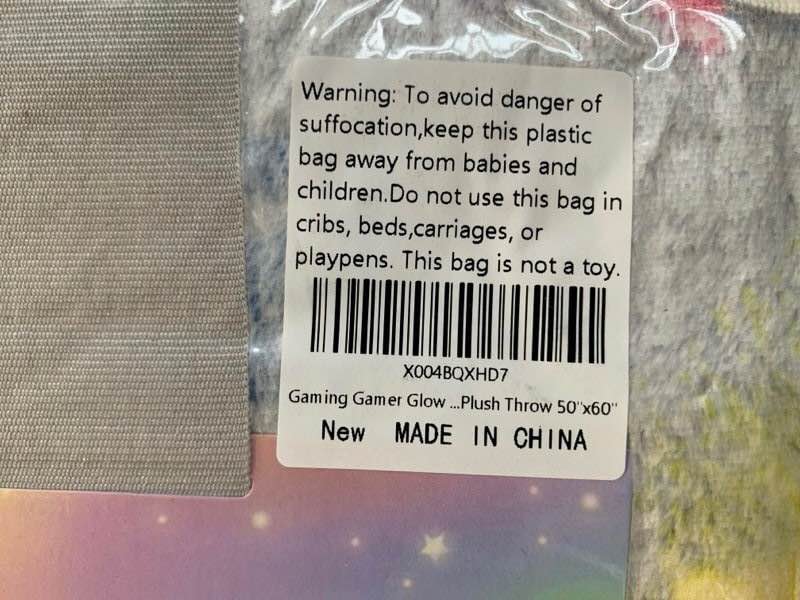 Warning: To avoid danger of
suffocation,keep this plastic
bag away from babies and
children.Do not use this bag in
cribs, beds,carriages, or
playpens. This bag is not a toy.
X004BQXHD7
Gaming Gamer Glow ...Plush Throw 50"x60"
New MADE IN CHINA